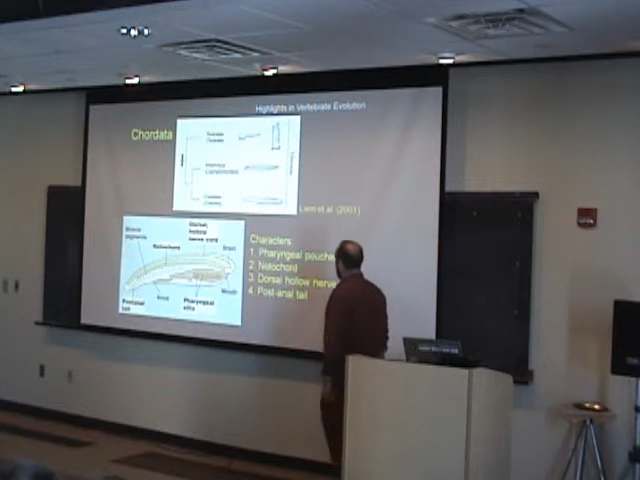 Highlights in Vertebrate Evolution
Chordata
Liem et al. (2001)
Characters
1. Pharyngeal pouche
2. Notochord
3. Dorsal hollow nerve
4. Post-anal tail
Muscle segments
Notochord
Dorsal, hollow nerve cord
Brain
Mouth
Pharyngeal slits
Anus
Postanal tail